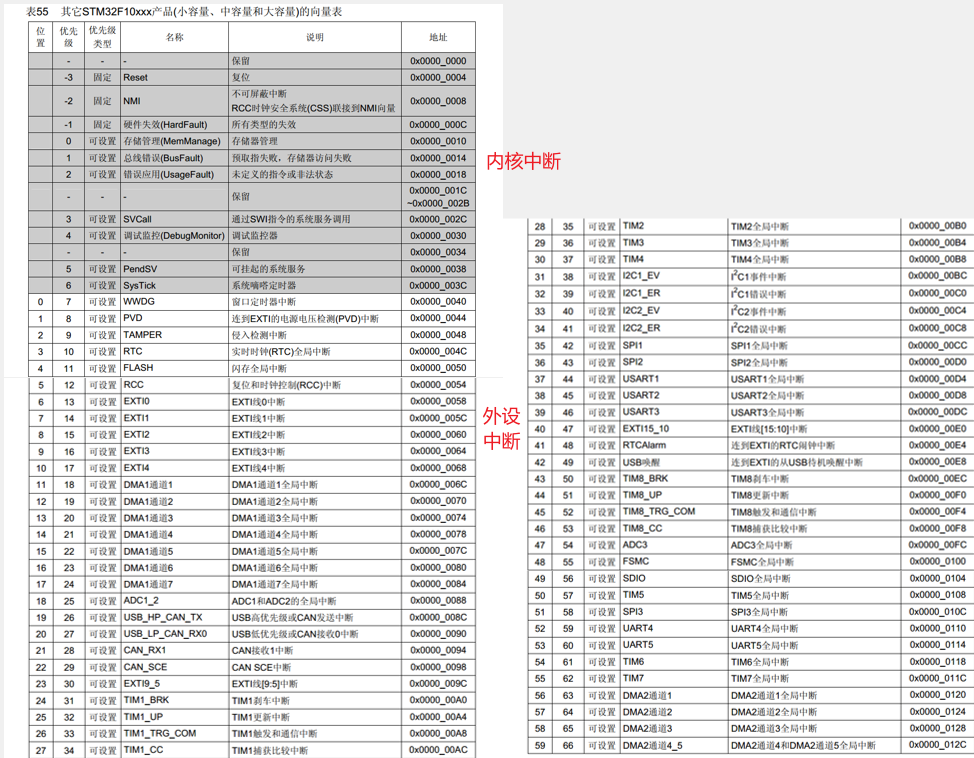 表55 其它STM32F10xxx产品(小容量、中容量和大容量)的向量表
位置 优先级 优先级类型 名称 说明 地址
- - - 保留 0x0000_0000
-3 固定 Reset 复位 0x0000_0004
-2 固定 NMI 不可屏蔽中断 RCC时钟安全系统(CSS)联接到NMI向量 0x0000_0008
-1 固定 硬件失效(HardFault) 所有类型的失效 0x0000_000C
0 可设置 存储管理(MemManage) 存储器管理 0x0000_0010
1 可设置 总线错误(BusFault) 预取指失败，存储器访问失败 0x0000_0014
2 可设置 错误应用(UsageFault) 未定义的指令或非法状态 0x0000_0018
- - - 保留 0x0000_001C ~0x0000_002B
3 可设置 SVCall 通过SWI指令的系统服务调用 0x0000_002C
4 可设置 调试监控(DebugMonitor) 调试监控器 0x0000_0030
- - - 保留 0x0000_0034
5 可设置 PendSV 可挂起的系统服务 0x0000_0038
6 可设置 SysTick 系统嘀嗒定时器 0x0000_003C
0 7 可设置 WWDG 窗口定时器中断 0x0000_0040
1 8 可设置 PVD 连到EXTI的电源电压检测(PVD)中断 0x0000_0044
2 9 可设置 TAMPER 侵入检测中断 0x0000_0048
3 10 可设置 RTC 实时时钟(RTC)全局中断 0x0000_004C
4 11 可设置 FLASH 闪存全局中断 0x0000_0050
5 12 可设置 RCC 复位和时钟控制(RCC)中断 0x0000_0054
6 13 可设置 EXTI0 EXTI线0中断 0x0000_0058
7 14 可设置 EXTI1 EXTI线1中断 0x0000_005C
8 15 可设置 EXTI2 EXTI线2中断 0x0000_0060
9 16 可设置 EXTI3 EXTI线3中断 0x0000_0064
10 17 可设置 EXTI4 EXTI线4中断 0x0000_0068
11 18 可设置 DMA1通道1 DMA1通道1全局中断 0x0000_006C
12 19 可设置 DMA1通道2 DMA1通道2全局中断 0x0000_0070
13 20 可设置 DMA1通道3 DMA1通道3全局中断 0x0000_0074
14 21 可设置 DMA1通道4 DMA1通道4全局中断 0x0000_0078
15 22 可设置 DMA1通道5 DMA1通道5全局中断 0x0000_007C
16 23 可设置 DMA1通道6 DMA1通道6全局中断 0x0000_0080
17 24 可设置 DMA1通道7 DMA1通道7全局中断 0x0000_0084
18 25 可设置 ADC1_2 ADC1和ADC2的全局中断 0x0000_0088
19 26 可设置 USB_HP_CAN_TX USB高优先级或CAN发送中断 0x0000_008C
20 27 可设置 USB_LP_CAN_RX0 USB低优先级或CAN接收0中断 0x0000_0090
21 28 可设置 CAN_RX1 CAN接收1中断 0x0000_0094
22 29 可设置 CAN_SCE CAN SCE中断 0x0000_0098
23 30 可设置 EXTI9_5 EXTI线[9:5]中断 0x0000_009C
24 31 可设置 TIM1_BRK TIM1刹车中断 0x0000_00A0
25 32 可设置 TIM1_UP TIM1更新中断 0x0000_00A4
26 33 可设置 TIM1_TRG_COM TIM1触发和通信中断 0x0000_00A8
27 34 可设置 TIM1_CC TIM1捕获比较中断 0x0000_00AC
内核中断
外设
中断
28 35 可设置 TIM2 TIM2全局中断 0x0000_00B0
29 36 可设置 TIM3 TIM3全局中断 0x0000_00B4
30 37 可设置 TIM4 TIM4全局中断 0x0000_00B8
31 38 可设置 I2C1_EV I²C1事件中断 0x0000_00BC
32 39 可设置 I2C1_ER I²C1错误中断 0x0000_00C0
33 40 可设置 I2C2_EV I²C2事件中断 0x0000_00C4
34 41 可设置 I2C2_ER I²C2错误中断 0x0000_00C8
35 42 可设置 SPI1 SPI1全局中断 0x0000_00CC
36 43 可设置 SPI2 SPI2全局中断 0x0000_00D0
37 44 可设置 USART1 USART1全局中断 0x0000_00D4
38 45 可设置 USART2 USART2全局中断 0x0000_00D8
39 46 可设置 USART3 USART3全局中断 0x0000_00DC
40 47 可设置 EXTI15_10 EXTI线[15:10]中断 0x0000_00E0
41 48 可设置 RTCAlarm 连到EXTI的RTC闹钟中断 0x0000_00E4
42 49 可设置 USB唤醒 连到EXTI的从USB待机唤醒中断 0x0000_00E8
43 50 可设置 TIM8_BRK TIM8刹车中断 0x0000_00EC
44 51 可设置 TIM8_UP TIM8更新中断 0x0000_00F0
45 52 可设置 TIM8_TRG_COM TIM8触发和通信中断 0x0000_00F4
46 53 可设置 TIM8_CC TIM8捕获比较中断 0x0000_00F8
47 54 可设置 ADC3 ADC3全局中断 0x0000_00FC
48 55 可设置 FSMC FSMC全局中断 0x0000_0100
49 56 可设置 SDIO SDIO全局中断 0x0000_0104
50 57 可设置 TIM5 TIM5全局中断 0x0000_0108
51 58 可设置 SPI3 SPI3全局中断 0x0000_010C
52 59 可设置 UART4 UART4全局中断 0x0000_0110
53 60 可设置 UART5 UART5全局中断 0x0000_0114
54 61 可设置 TIM6 TIM6全局中断 0x0000_0118
55 62 可设置 TIM7 TIM7全局中断 0x0000_011C
56 63 可设置 DMA2通道1 DMA2通道1全局中断 0x0000_0120
57 64 可设置 DMA2通道2 DMA2通道2全局中断 0x0000_0124
58 65 可设置 DMA2通道3 DMA2通道3全局中断 0x0000_0128
59 66 可设置 DMA2通道4_5 DMA2通道4和DMA2通道5全局中断 0x0000_012C